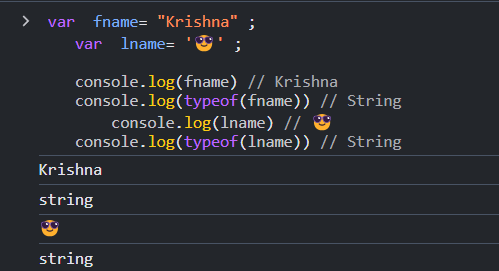 > var  fname= "Krishna" ;
var  lname= '😎' ;
console.log(fname) // Krishna
console.log(typeof(fname)) // String
console.log(lname) // 😎
console.log(typeof(lname)) // String
Krishna
string
😎
string